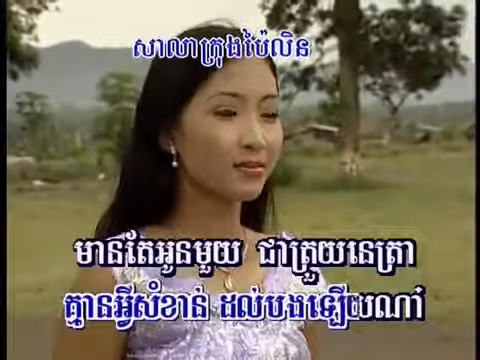 សាលាក្រុងប៉ៃលិន
មានតែអូនមួយ ជាត្រួយនេត្រា
គ្មានអ្វីសំខាន់ ដល់បងឡើយណា៎